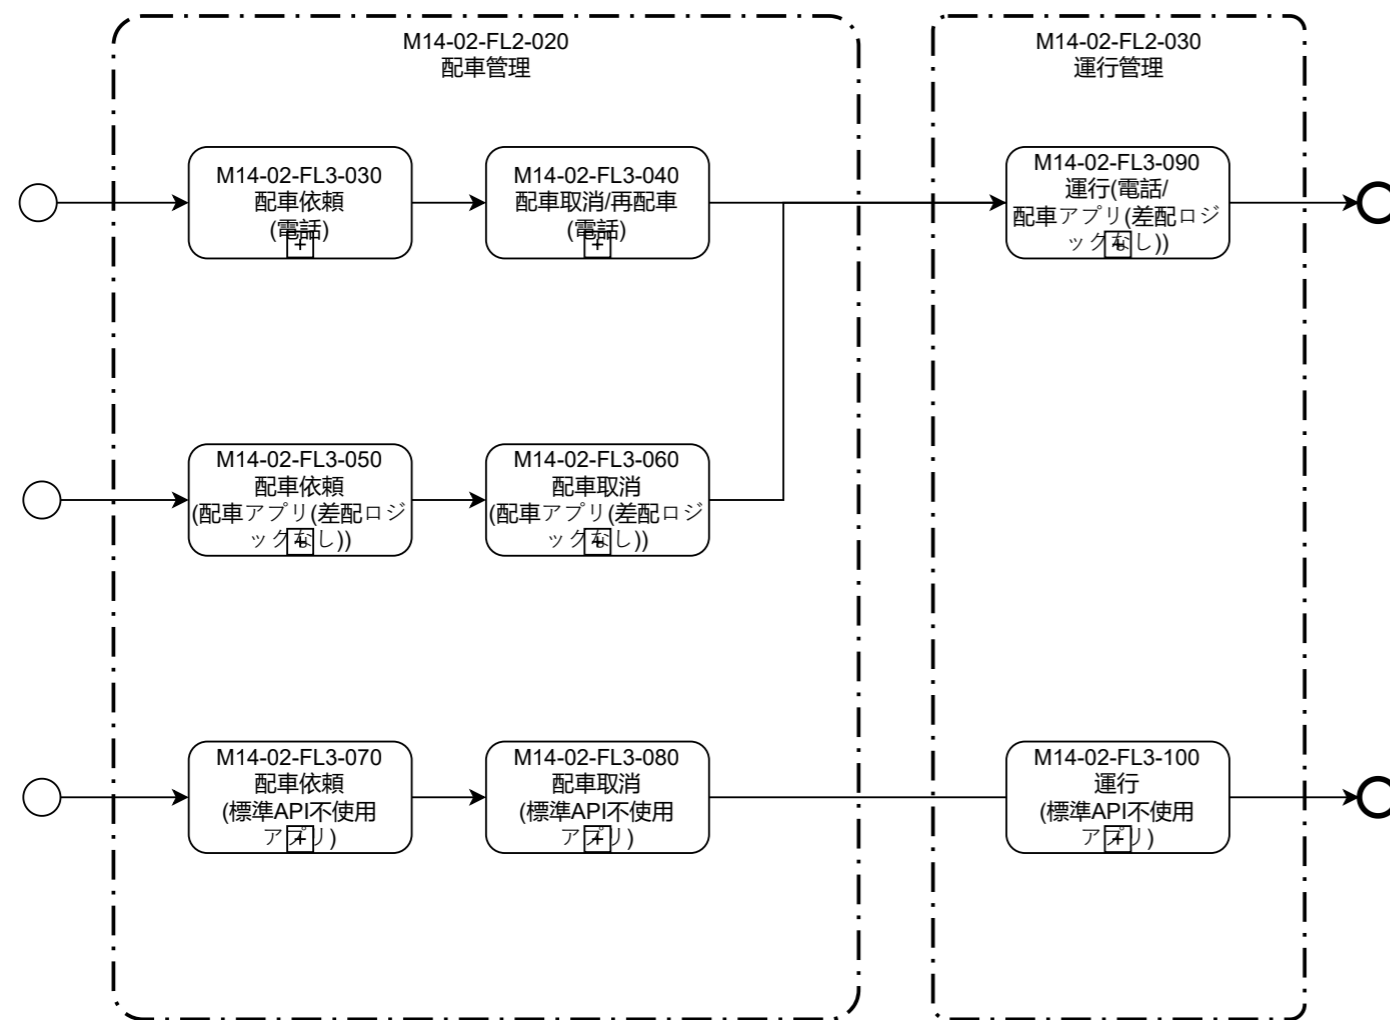 M14-02-FL2-020
配車管理
M14-02-FL2-030
運行管理
M14-02-FL3-030
配車依頼
(電話)
M14-02-FL3-040
配車取消/再配車
(電話)
M14-02-FL3-090
運行(電話/
配車アプリ(差配ロジ
ックなし))
M14-02-FL3-050
配車依頼
(配車アプリ(差配ロジ
ックなし))
M14-02-FL3-060
配車取消
(配車アプリ(差配ロジ
ックなし))
M14-02-FL3-070
配車依頼
(標準API不使用
アプリ)
M14-02-FL3-080
配車取消
(標準API不使用
アプリ)
M14-02-FL3-100
運行
(標準API不使用
アプリ)